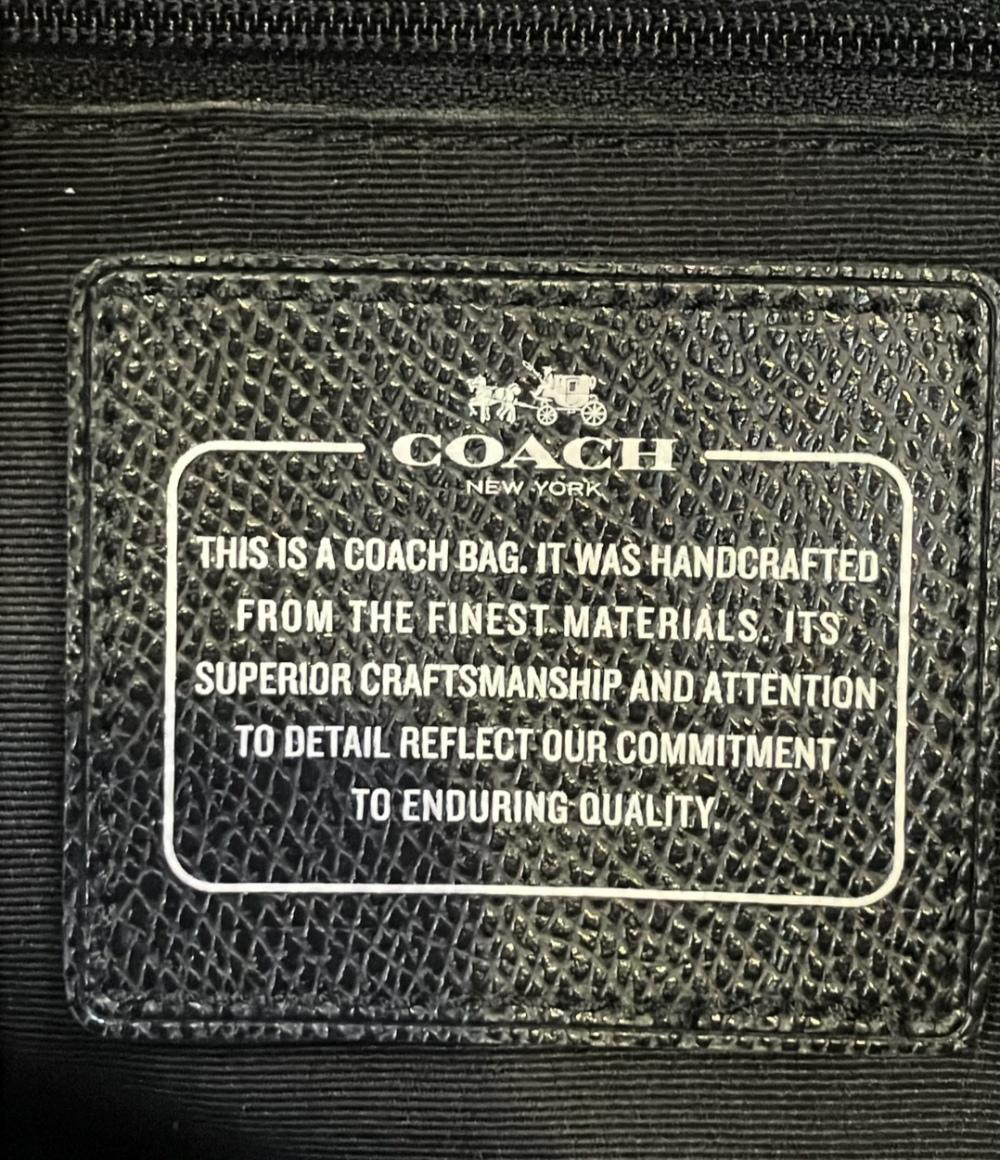 COACH
NEW YORK
THIS IS A COACH BAG. IT WAS HANDCRAFTED
FROM THE FINEST MATERIALS. ITS
SUPERIOR CRAFTSMANSHIP AND ATTENTION
TO DETAIL REFLECT OUR COMMITMENT
TO ENDURING QUALITY.